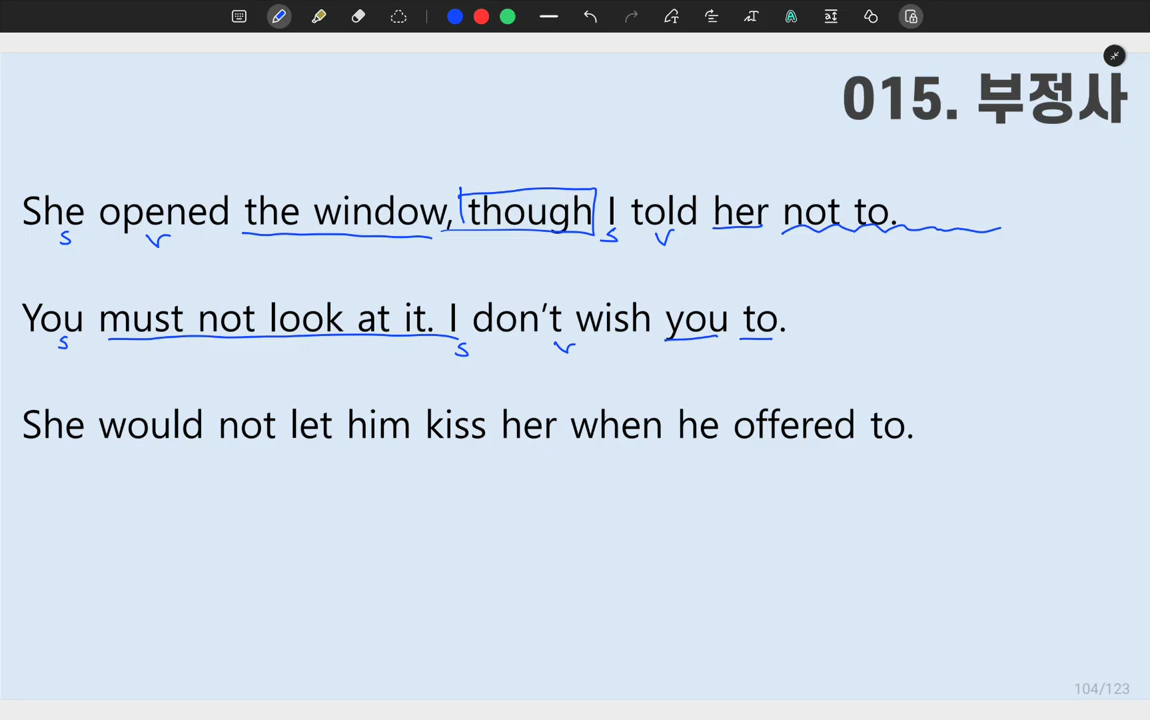 015. 부정사
She opened the window, though I told her not to.
s v s v
You must not look at it. I don't wish you to.
s s v
She would not let him kiss her when he offered to.
104/123